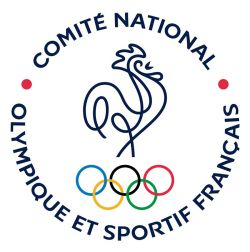 COMITÉ NATIONAL
OLYMPIQUE ET SPORTIF FRANÇAIS